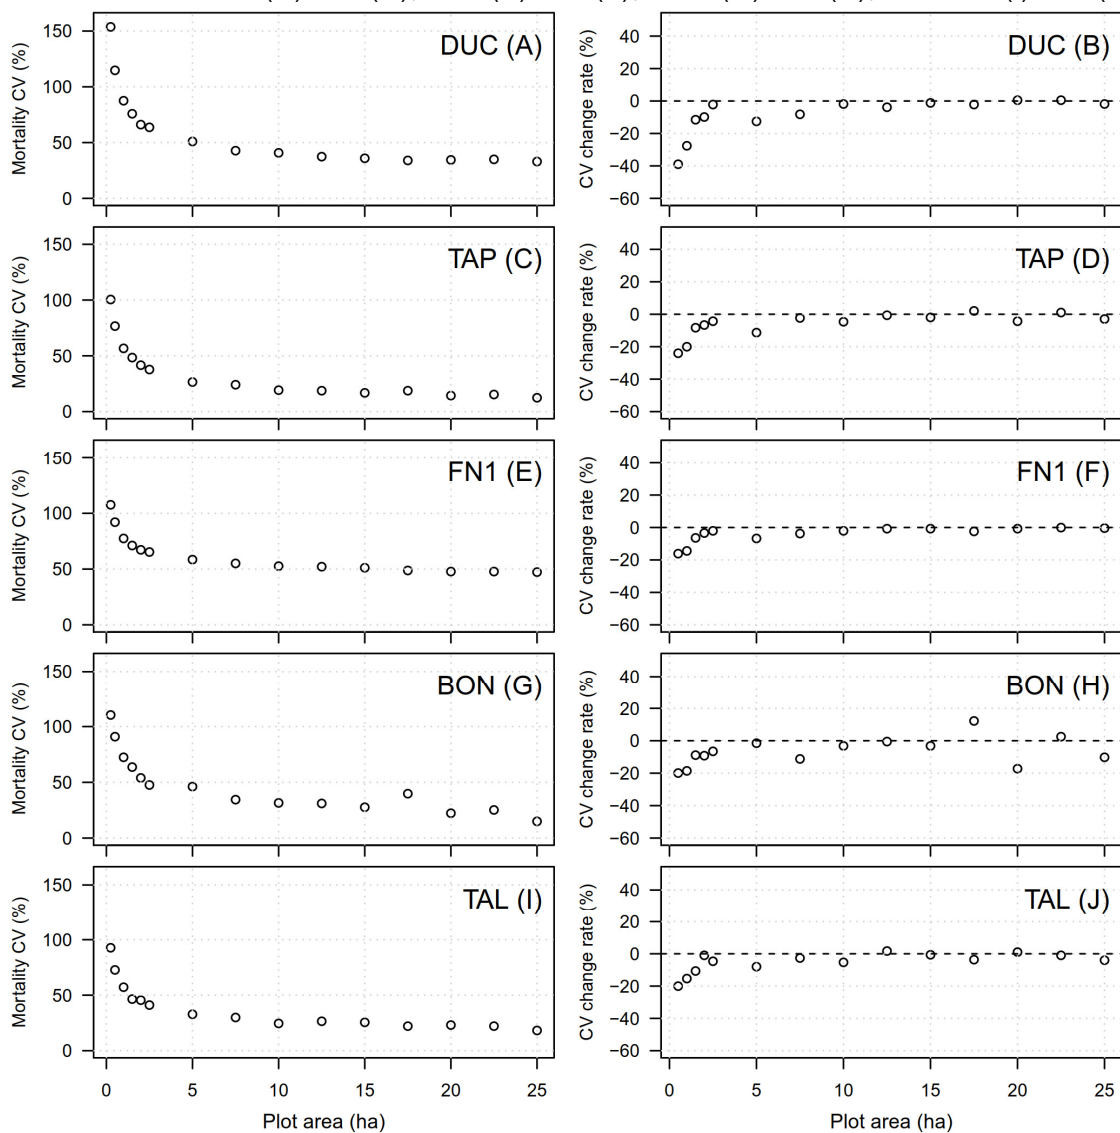 DUC (A)
Mortality CV (%)
150
100
50
0
DUC (B)
CV change rate (%)
40
20
0
−20
−40
−60
TAP (C)
Mortality CV (%)
150
100
50
0
TAP (D)
CV change rate (%)
40
20
0
−20
−40
−60
FN1 (E)
Mortality CV (%)
150
100
50
0
FN1 (F)
CV change rate (%)
40
20
0
−20
−40
−60
BON (G)
Mortality CV (%)
150
100
50
0
BON (H)
CV change rate (%)
40
20
0
−20
−40
−60
TAL (I)
Mortality CV (%)
150
100
50
0
TAL (J)
CV change rate (%)
40
20
0
−20
−40
−60
0 5 10 15 20 25
Plot area (ha)
0 5 10 15 20 25
Plot area (ha)